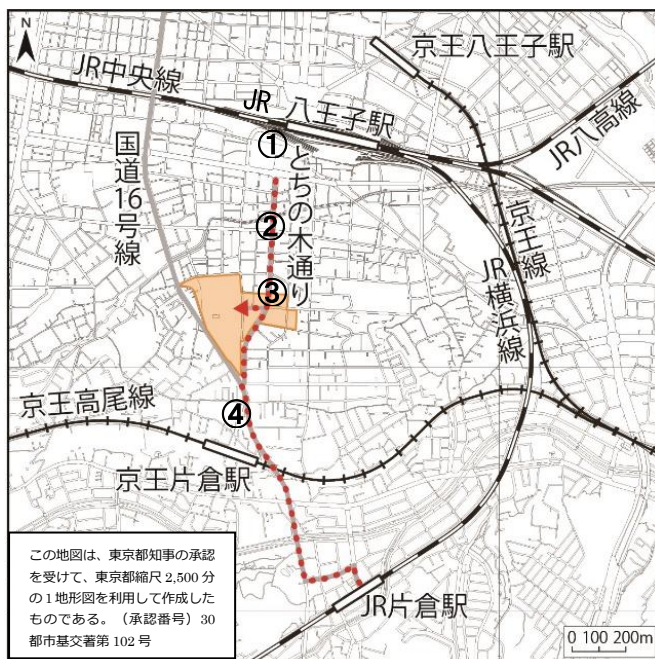 N
京王八王子駅
JR中央線
JR 八王子駅
JR八高線
国道16号線
とちの木通り
京王線
JR横浜線
①
②
③
④
京王高尾線
京王片倉駅
JR片倉駅
この地図は、東京都知事の承認
を受けて、東京都縮尺 2,500 分
の 1 地形図を利用して作成した
ものである。（承認番号）30
都市基交著第 102 号
0 100 200m